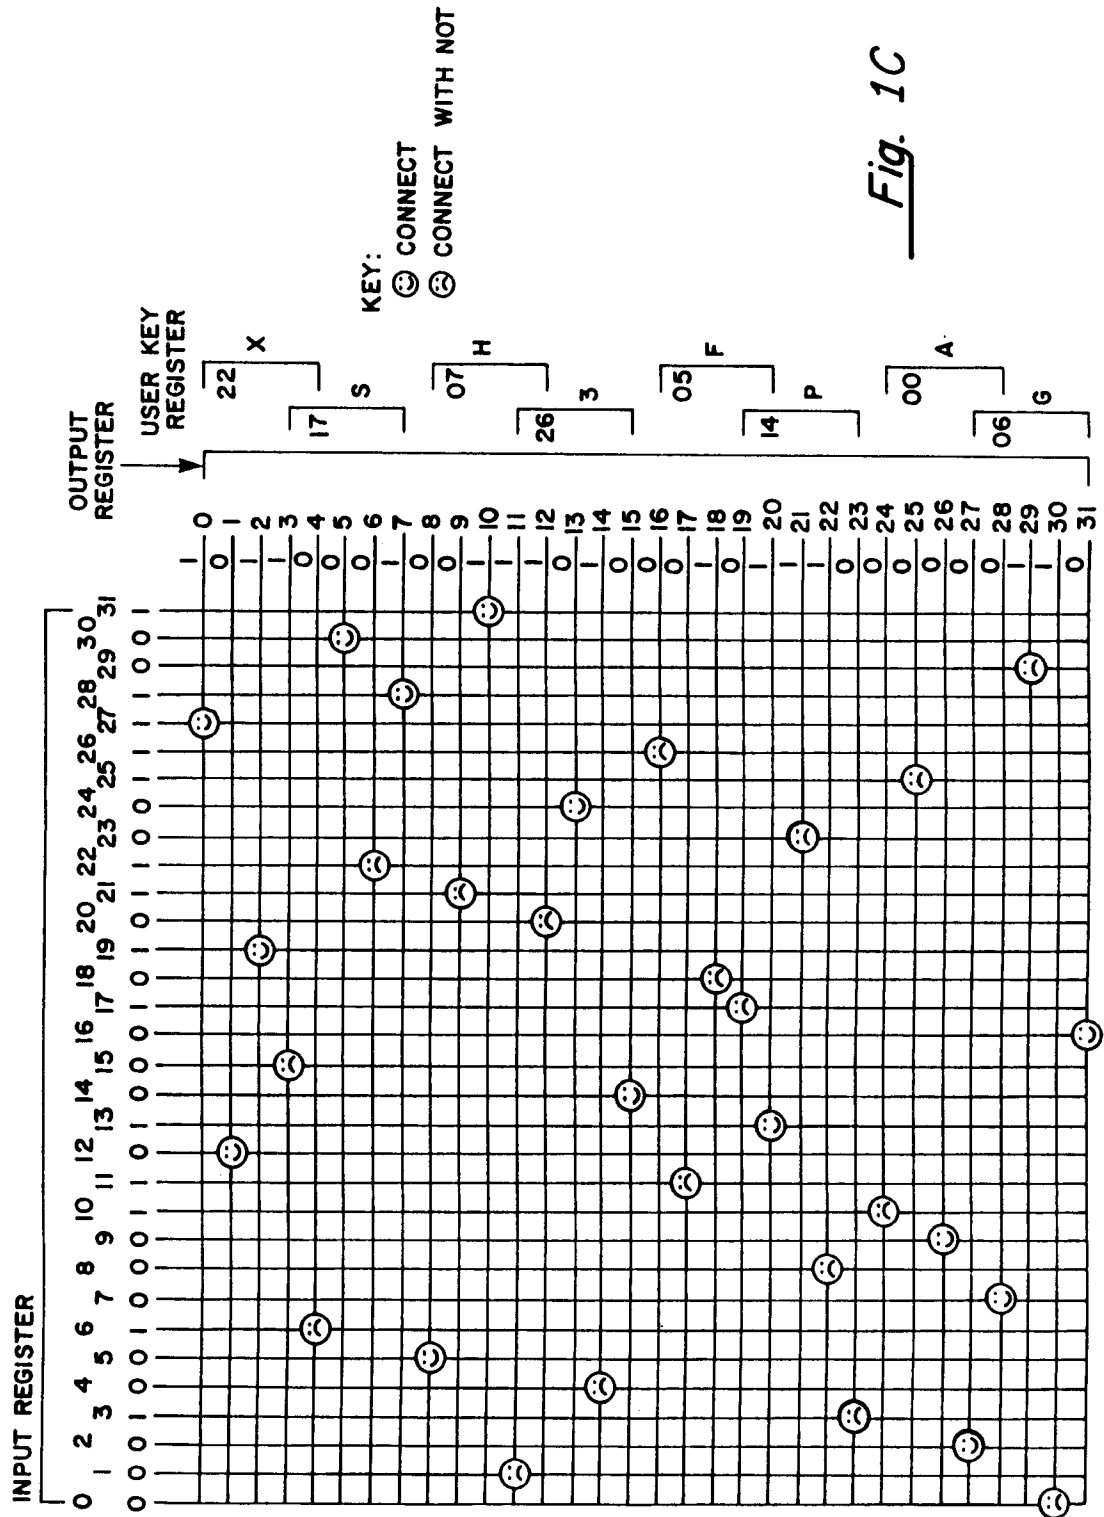 INPUT REGISTER
0 1 2 3 4 5 6 7 8 9 10 11 12 13 14 15 16 17 18 19 20 21 22 23 24 25 26 27 28 29 30 31
0 0 0 1 0 0 1 0 0 0 1 1 0 1 0 0 0 1 0 1 0 1 1 0 0 1 1 1 1 0 0 1
OUTPUT
REGISTER
USER KEY
REGISTER
1 0
0 1
1 2
1 3
0 4
0 5
0 6
1 7
0 8
0 9
1 10
1 11
1 12
0 13
1 14
0 15
0 16
0 17
1 18
0 19
1 20
1 21
1 22
0 23
0 24
0 25
0 26
0 27
0 28
1 29
1 30
0 31
22 X
17 S
07 H
26 3
05 F
14 P
00 A
06 G
KEY:
CONNECT
CONNECT WITH NOT
Fig. 1C